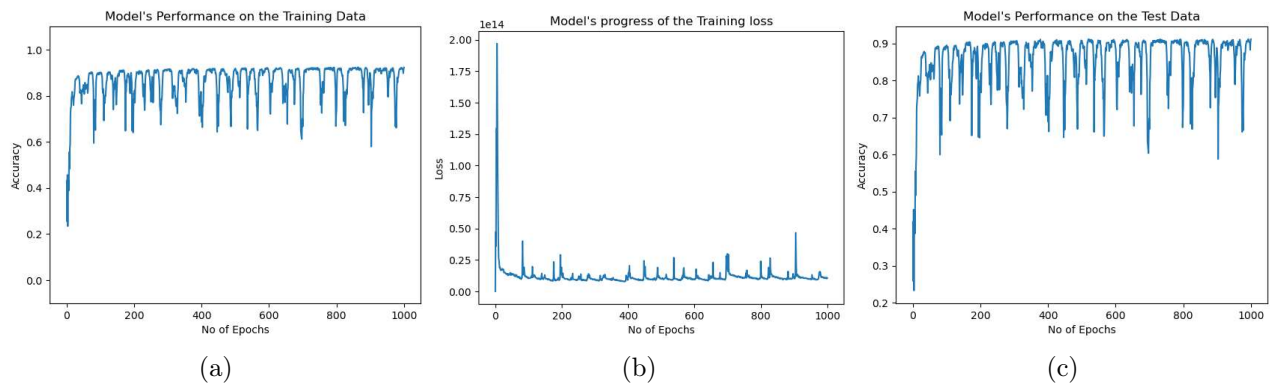 Model's Performance on the Training Data
1.0
0.8
0.6
0.4
0.2
0.0
Accuracy
0 200 400 600 800 1000
No of Epochs
(a)
Model's progress of the Training loss
1e14
2.00
1.75
1.50
1.25
1.00
0.75
0.50
0.25
0.00
Loss
0 200 400 600 800 1000
No of Epochs
(b)
Model's Performance on the Test Data
0.9
0.8
0.7
0.6
0.5
0.4
0.3
0.2
Accuracy
0 200 400 600 800 1000
No of Epochs
(c)